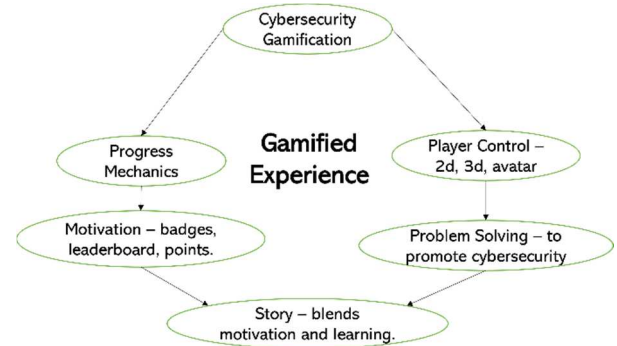 Cybersecurity
Gamification
Progress
Mechanics
Gamified
Experience
Player Control –
2d, 3d, avatar
Motivation – badges,
leaderboard, points.
Problem Solving – to
promote cybersecurity
Story – blends
motivation and learning.